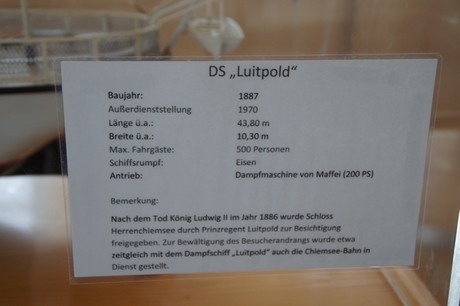 DS „Luitpold“
Baujahr: 1887
Außerdienststellung 1970
Länge ü.a.: 43,80 m
Breite ü.a.: 10,30 m
Max. Fahrgäste: 500 Personen
Schiffsrumpf: Eisen
Antrieb: Dampfmaschine von Maffei (200 PS)
Bemerkung:
Nach dem Tod König Ludwig II im Jahr 1886 wurde Schloss
Herrenchiemsee durch Prinzregent Luitpold zur Besichtigung
freigegeben. Zur Bewältigung des Besucherandrangs wurde etwa
zeitgleich mit dem Dampfschiff „Luitpold“ auch die Chiemsee-Bahn in
Dienst gestellt.